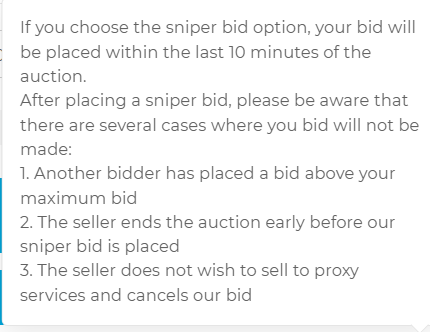 If you choose the sniper bid option, your bid will
be placed within the last 10 minutes of the
auction.
After placing a sniper bid, please be aware that
there are several cases where you bid will not be
made:
1. Another bidder has placed a bid above your
maximum bid
2. The seller ends the auction early before our
sniper bid is placed
3. The seller does not wish to sell to proxy
services and cancels our bid